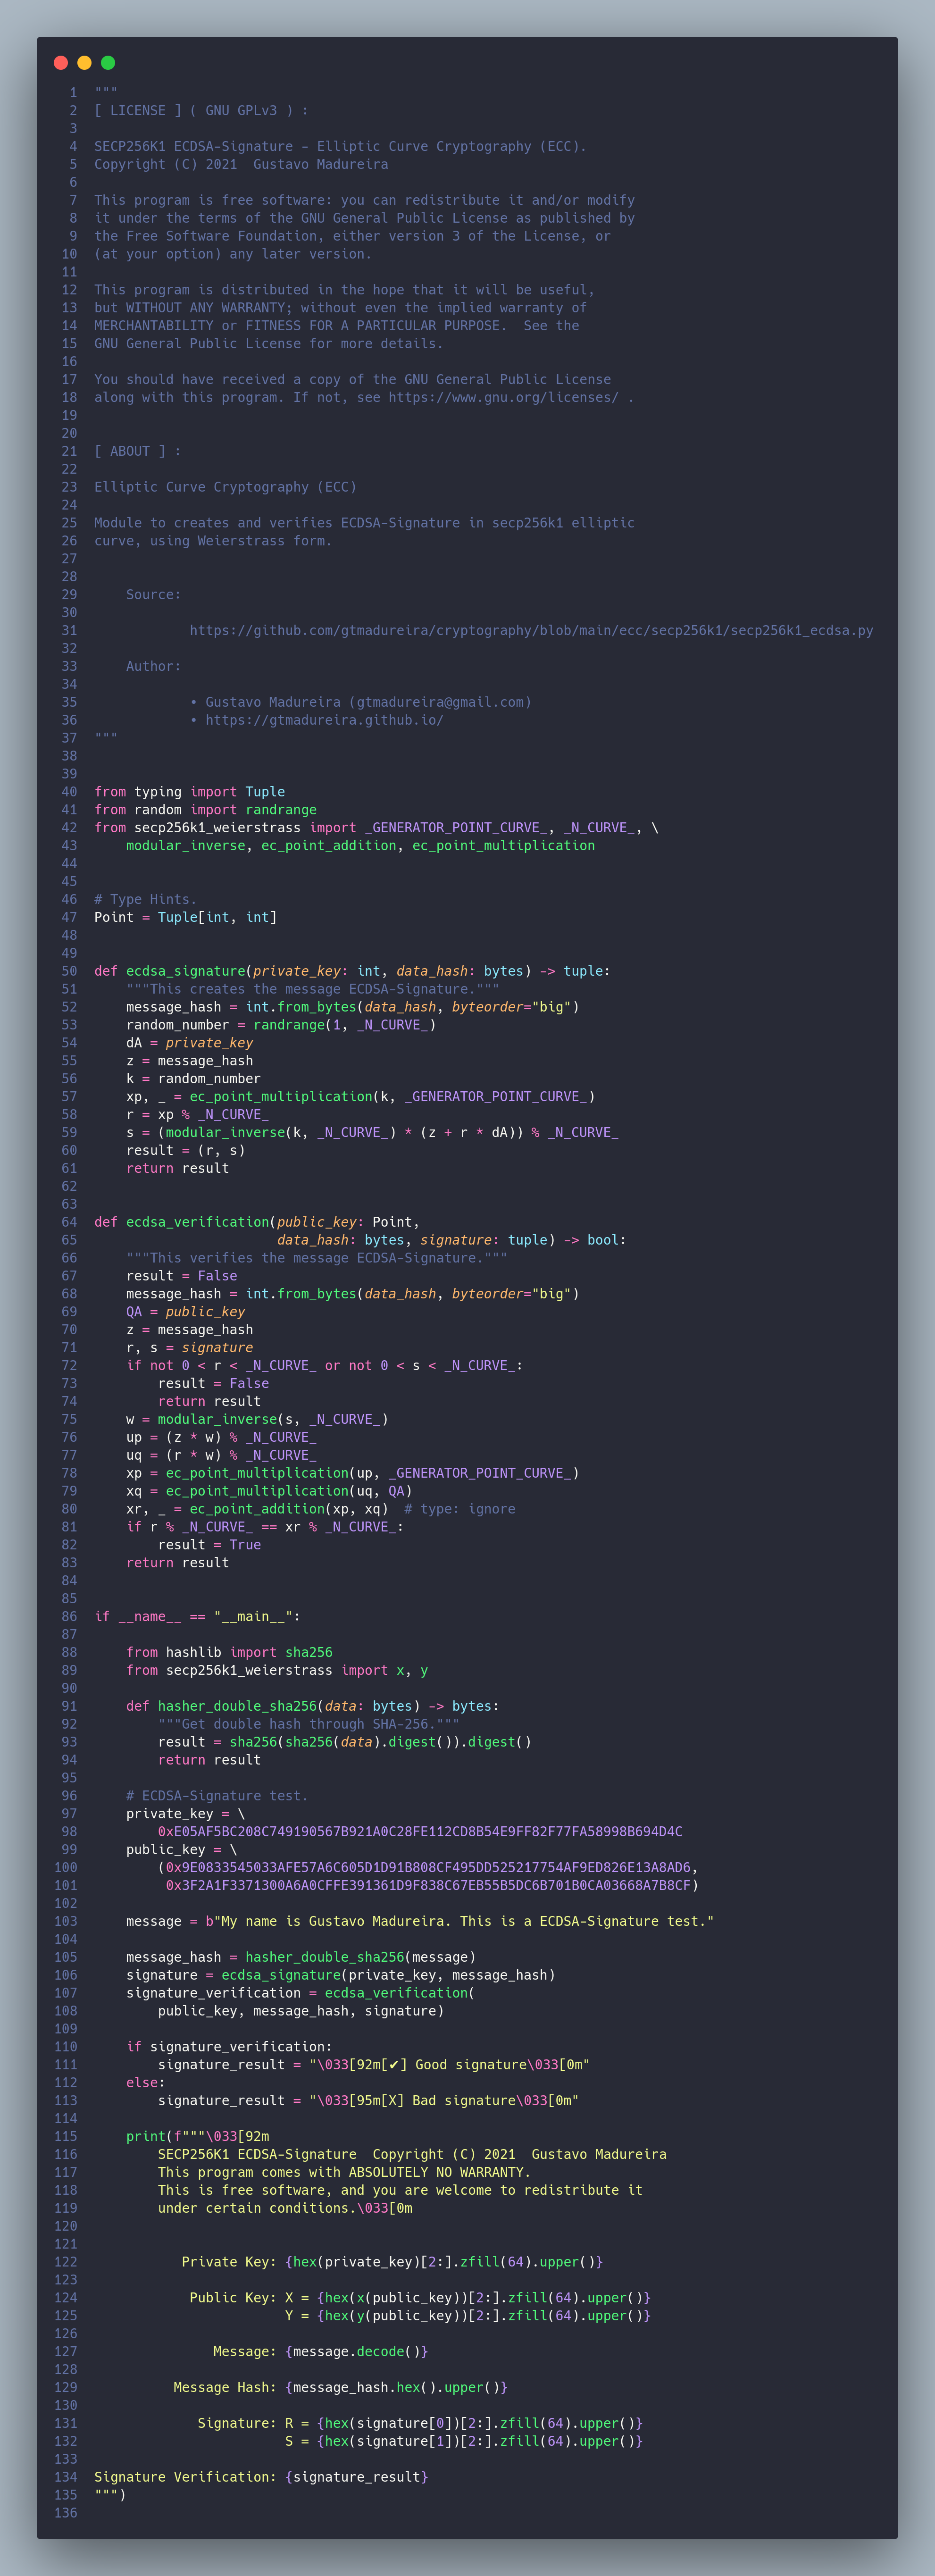 1 """
2 [ LICENSE ] ( GNU GPLv3 ) :
3
4 SECP256K1 ECDSA-Signature - Elliptic Curve Cryptography (ECC).
5 Copyright (C) 2021  Gustavo Madureira
6
7 This program is free software: you can redistribute it and/or modify
8 it under the terms of the GNU General Public License as published by
9 the Free Software Foundation, either version 3 of the License, or
10 (at your option) any later version.
11
12 This program is distributed in the hope that it will be useful,
13 but WITHOUT ANY WARRANTY; without even the implied warranty of
14 MERCHANTABILITY or FITNESS FOR A PARTICULAR PURPOSE.  See the
15 GNU General Public License for more details.
16
17 You should have received a copy of the GNU General Public License
18 along with this program. If not, see https://www.gnu.org/licenses/ .
19
20
21 [ ABOUT ] :
22
23 Elliptic Curve Cryptography (ECC)
24
25 Module to creates and verifies ECDSA-Signature in secp256k1 elliptic
26 curve, using Weierstrass form.
27
28
29     Source:
30
31             https://github.com/gtmadureira/cryptography/blob/main/ecc/secp256k1/secp256k1_ecdsa.py
32
33     Author:
34
35             • Gustavo Madureira (gtmadureira@gmail.com)
36             • https://gtmadureira.github.io/
37 """
38
39
40 from typing import Tuple
41 from random import randrange
42 from secp256k1_weierstrass import _GENERATOR_POINT_CURVE_, _N_CURVE_, \
43     modular_inverse, ec_point_addition, ec_point_multiplication
44
45
46 # Type Hints.
47 Point = Tuple[int, int]
48
49
50 def ecdsa_signature(private_key: int, data_hash: bytes) -> tuple:
51     """This creates the message ECDSA-Signature."""
52     message_hash = int.from_bytes(data_hash, byteorder="big")
53     random_number = randrange(1, _N_CURVE_)
54     dA = private_key
55     z = message_hash
56     k = random_number
57     xp, _ = ec_point_multiplication(k, _GENERATOR_POINT_CURVE_)
58     r = xp % _N_CURVE_
59     s = (modular_inverse(k, _N_CURVE_) * (z + r * dA)) % _N_CURVE_
60     result = (r, s)
61     return result
62
63
64 def ecdsa_verification(public_key: Point,
65                        data_hash: bytes, signature: tuple) -> bool:
66     """This verifies the message ECDSA-Signature."""
67     result = False
68     message_hash = int.from_bytes(data_hash, byteorder="big")
69     QA = public_key
70     z = message_hash
71     r, s = signature
72     if not 0 < r < _N_CURVE_ or not 0 < s < _N_CURVE_:
73         result = False
74         return result
75     w = modular_inverse(s, _N_CURVE_)
76     up = (z * w) % _N_CURVE_
77     uq = (r * w) % _N_CURVE_
78     xp = ec_point_multiplication(up, _GENERATOR_POINT_CURVE_)
79     xq = ec_point_multiplication(uq, QA)
80     xr, _ = ec_point_addition(xp, xq)  # type: ignore
81     if r % _N_CURVE_ == xr % _N_CURVE_:
82         result = True
83     return result
84
85
86 if __name__ == "__main__":
87
88     from hashlib import sha256
89     from secp256k1_weierstrass import x, y
90
91     def hasher_double_sha256(data: bytes) -> bytes:
92         """Get double hash through SHA-256."""
93         result = sha256(sha256(data).digest()).digest()
94         return result
95
96     # ECDSA-Signature test.
97     private_key = \
98         0xE05AF5BC208C749190567B921A0C28FE112CD8B54E9FF82F77FA58998B694D4C
99     public_key = \
100         (0x9E0833545033AFE57A6C605D1D91B808CF495DD525217754AF9ED826E13A8AD6,
101          0x3F2A1F3371300A6A0CFFE391361D9F838C67EB55B5DC6B701B0CA03668A7B8CF)
102
103     message = b"My name is Gustavo Madureira. This is a ECDSA-Signature test."
104
105     message_hash = hasher_double_sha256(message)
106     signature = ecdsa_signature(private_key, message_hash)
107     signature_verification = ecdsa_verification(
108         public_key, message_hash, signature)
109
110     if signature_verification:
111         signature_result = "\033[92m[✔] Good signature\033[0m"
112     else:
113         signature_result = "\033[95m[X] Bad signature\033[0m"
114
115     print(f"""\033[92m
116         SECP256K1 ECDSA-Signature  Copyright (C) 2021  Gustavo Madureira
117         This program comes with ABSOLUTELY NO WARRANTY.
118         This is free software, and you are welcome to redistribute it
119         under certain conditions.\033[0m
120
121
122            Private Key: {hex(private_key)[2:].zfill(64).upper()}
123
124             Public Key: X = {hex(x(public_key))[2:].zfill(64).upper()}
125                         Y = {hex(y(public_key))[2:].zfill(64).upper()}
126
127                Message: {message.decode()}
128
129           Message Hash: {message_hash.hex().upper()}
130
131              Signature: R = {hex(signature[0])[2:].zfill(64).upper()}
132                         S = {hex(signature[1])[2:].zfill(64).upper()}
133
134 Signature Verification: {signature_result}
135 """)
136